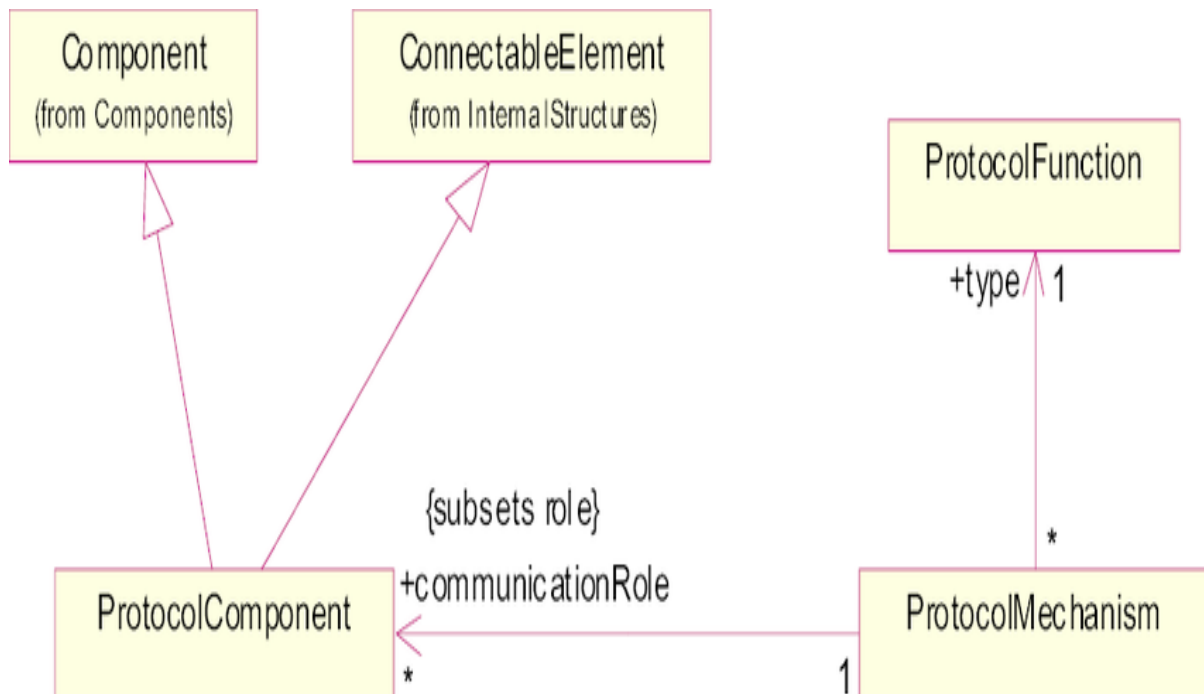 Component
(from Components)
ConnectableElement
(from InternalStructures)
ProtocolFunction
+type
1
*
{subsets role}
+communicationRole
ProtocolComponent
*
1
ProtocolMechanism